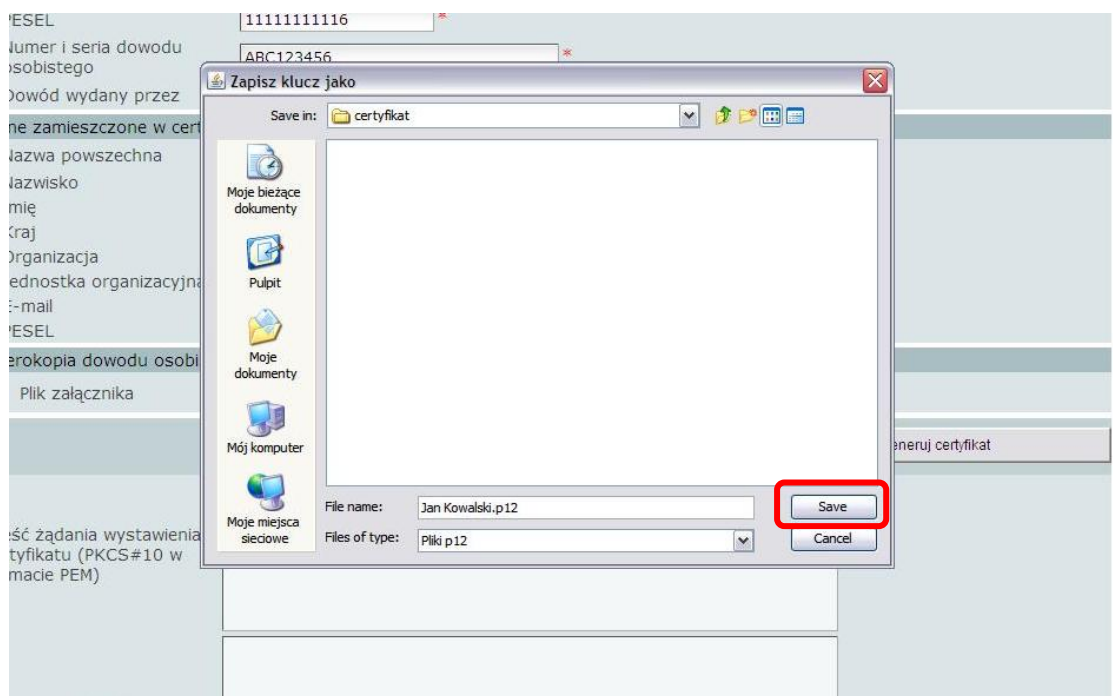 PESEL
11111111116 *
Numer i seria dowodu
osobistego
ABC123456 *
Dowód wydany przez
ne zamieszczone w cert
Nazwa powszechna
Nazwisko
mię
Kraj
Organizacja
ednostka organizacyjna
E-mail
PESEL
erokopia dowodu osobi
Plik załącznika
eneruj certyfikat
eść żądania wystawienia
tyfikatu (PKCS#10 w
macie PEM)
Zapisz klucz jako
Save in: certyfikat
Moje bieżące
dokumenty
Pulpit
Moje
dokumenty
Mój komputer
Moje miejsca
sieciowe
File name: Jan Kowalski.p12 Save
Files of type: Pliki p12 Cancel